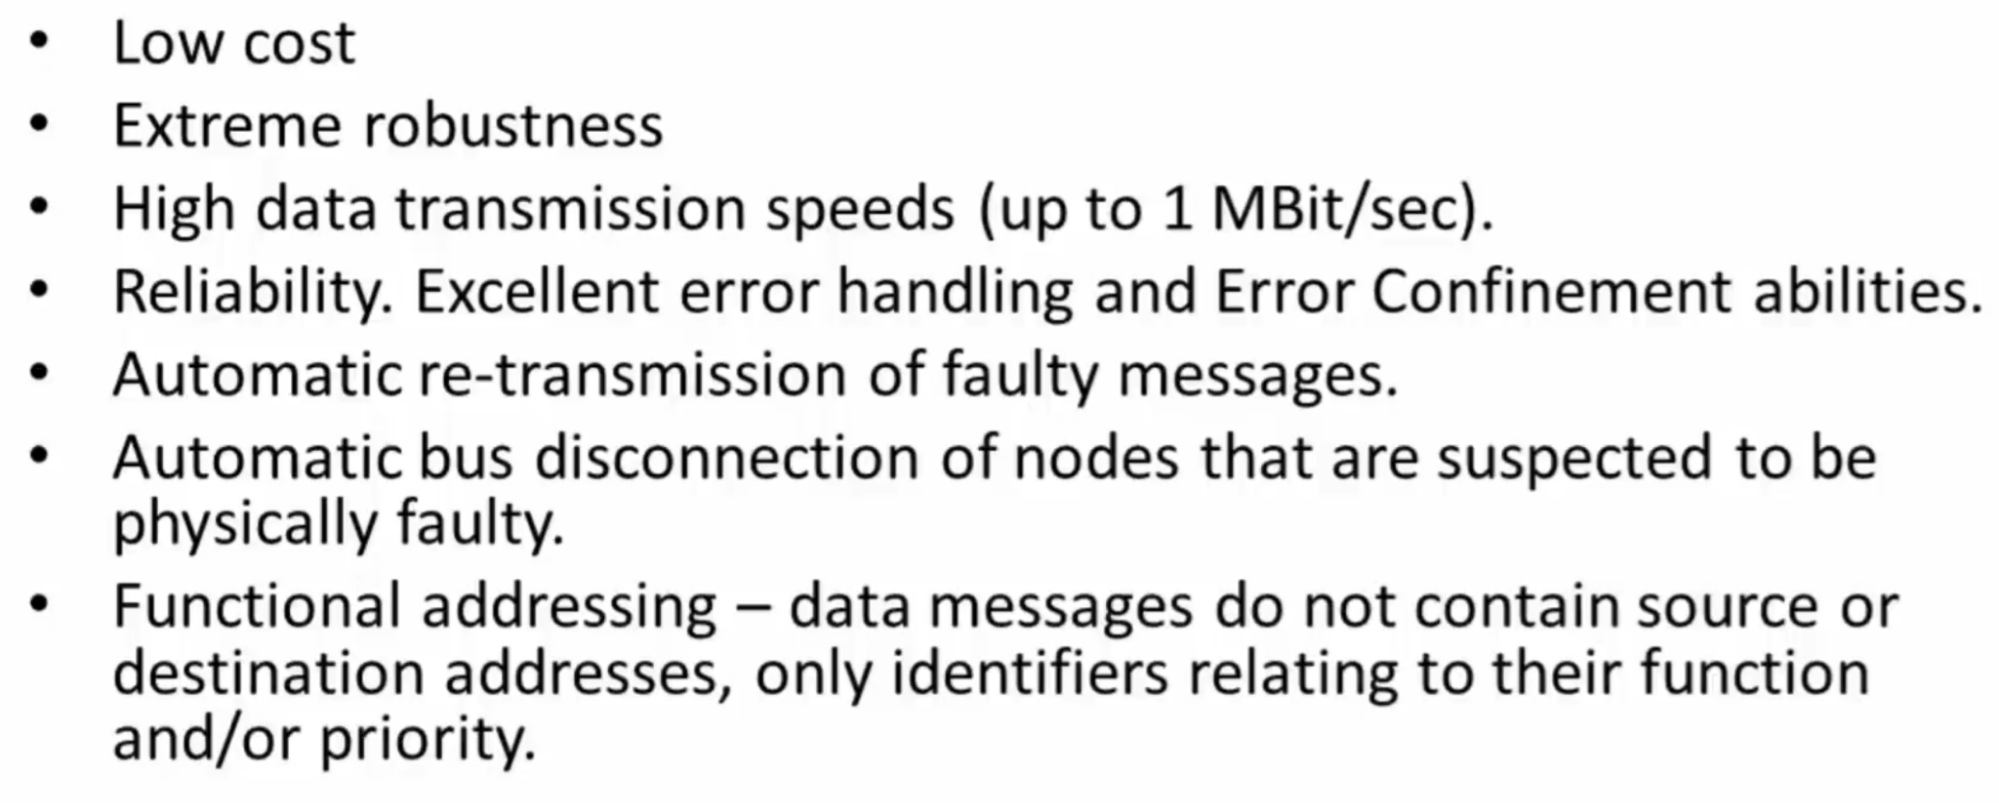 • Low cost
• Extreme robustness
• High data transmission speeds (up to 1 MBit/sec).
• Reliability. Excellent error handling and Error Confinement abilities.
• Automatic re-transmission of faulty messages.
• Automatic bus disconnection of nodes that are suspected to be
physically faulty.
• Functional addressing – data messages do not contain source or
destination addresses, only identifiers relating to their function
and/or priority.